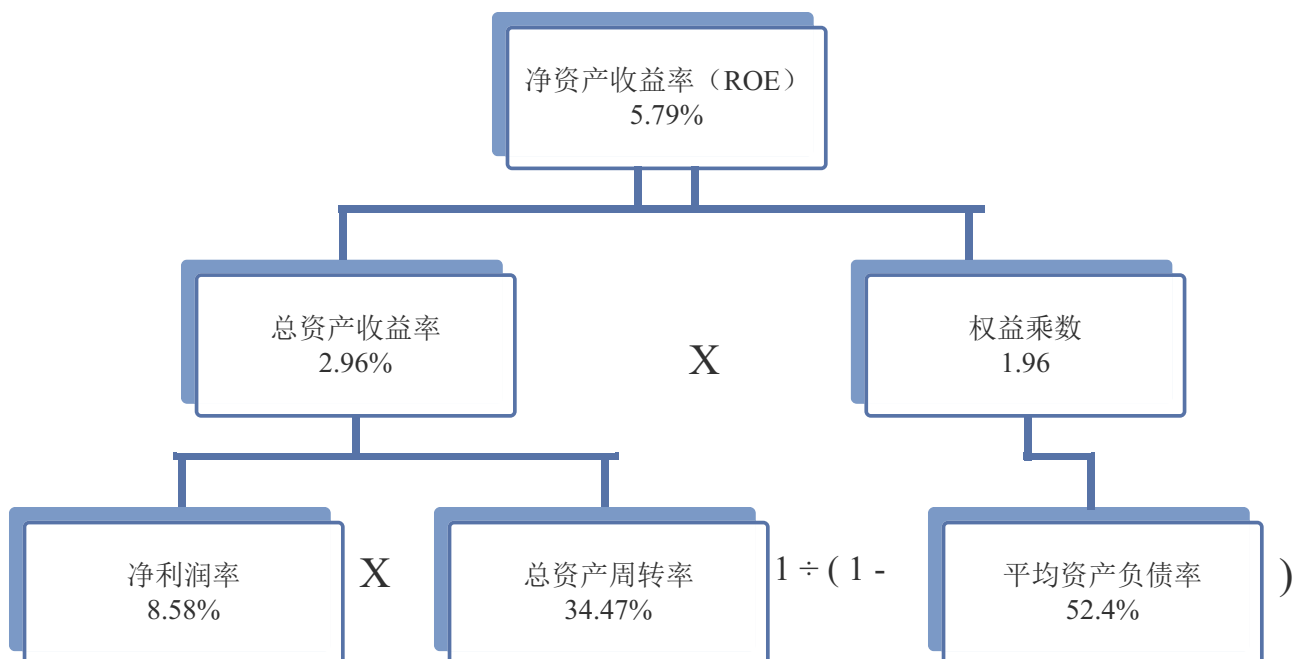 净资产收益率（ROE）
5.79%
总资产收益率
2.96%
X
权益乘数
1.96
净利润率
8.58%
X
总资产周转率
34.47%
1 ÷ ( 1 -
平均资产负债率
52.4%
)